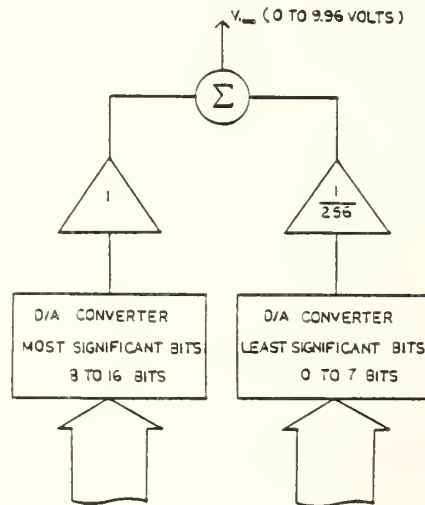 ( 0 TO 9.96 VOLTS )
Σ
1
1
256
D/A CONVERTER
MOST SIGNIFICANT BITS
8 TO 16 BITS
D/A CONVERTER
LEAST SIGNIFICANT BITS
0 TO 7 BITS